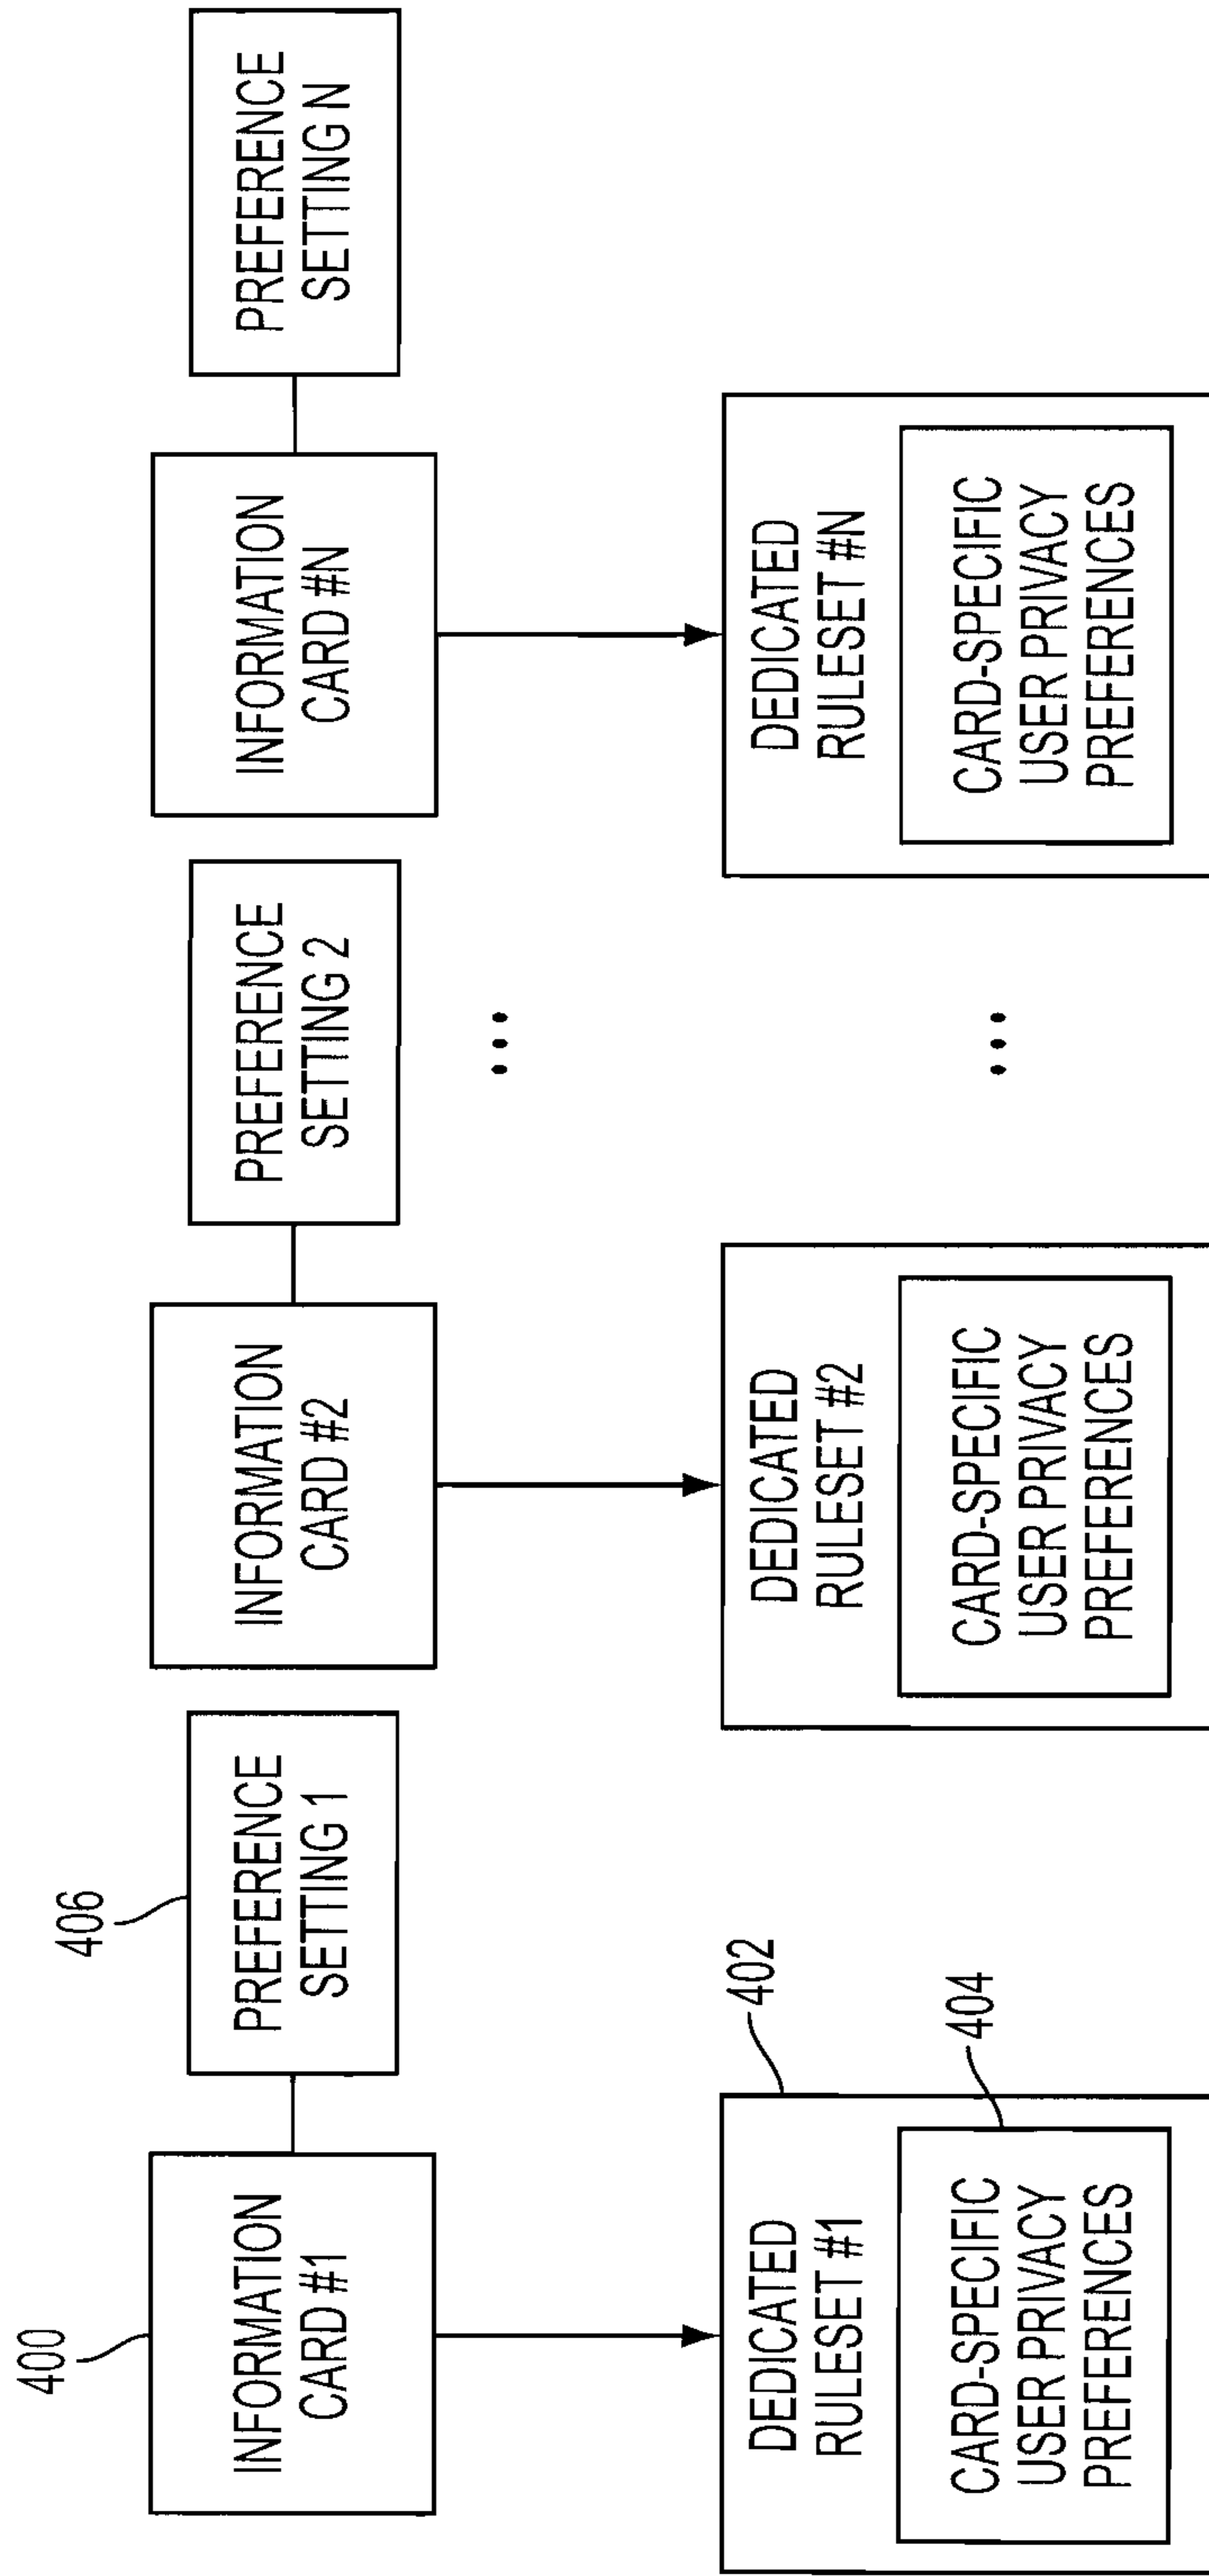 400
INFORMATION
CARD #1
406
PREFERENCE
SETTING 1
INFORMATION
CARD #2
PREFERENCE
SETTING 2
INFORMATION
CARD #N
PREFERENCE
SETTING N
...
402
DEDICATED
RULESET #1
404
CARD-SPECIFIC
USER PRIVACY
PREFERENCES
DEDICATED
RULESET #2
CARD-SPECIFIC
USER PRIVACY
PREFERENCES
...
DEDICATED
RULESET #N
CARD-SPECIFIC
USER PRIVACY
PREFERENCES